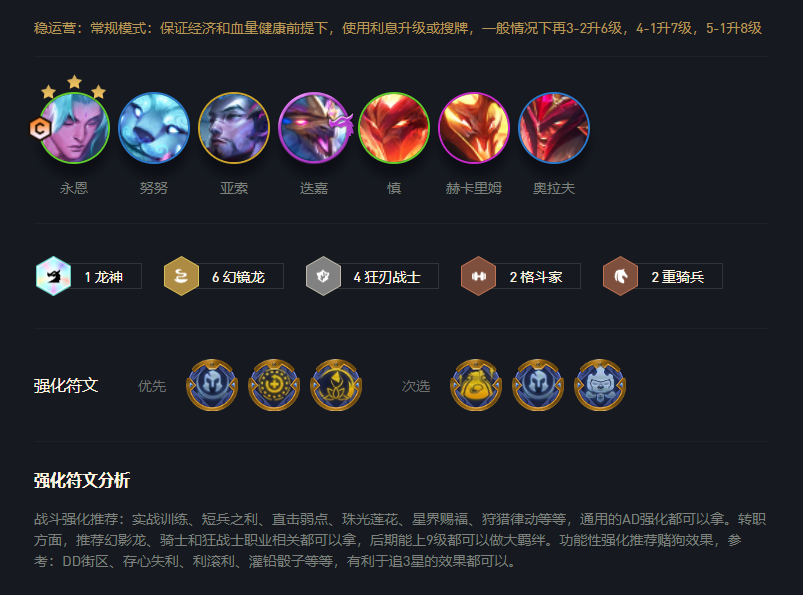 稳运营：常规模式：保证经济和血量健康前提下，使用利息升级或搜牌，一般情况下再3-2升6级，4-1升7级，5-1升8级
C
永恩 努努 亚索 迭嘉 慎 赫卡里姆 奥拉夫
1 龙神 6 幻镜龙 4 狂刃战士 2 格斗家 2 重骑兵
强化符文 优先 次选
强化符文分析
战斗强化推荐：实战训练、短兵之利、直击弱点、珠光莲花、星界赐福、狩猎律动等等，通用的AD强化都可以拿。转职
方面，推荐幻影龙、骑士和狂战士职业相关都可以拿，后期能上9级都可以做大羁绊。功能性强化推荐赌狗效果，参
考：DD街区、存心失利、利滚利、灌铅骰子等等，有利于追3星的效果都可以。